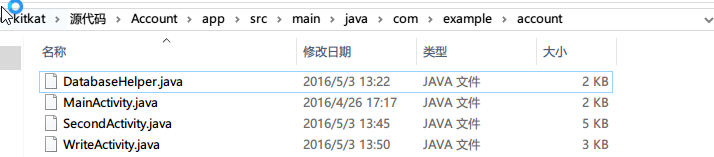 kitkat > 源代码 > Account > app > src > main > java > com > example > account
名称 修改日期 类型 大小
DatabaseHelper.java 2016/5/3 13:22 JAVA 文件 2 KB
MainActivity.java 2016/4/26 17:17 JAVA 文件 2 KB
SecondActivity.java 2016/5/3 13:45 JAVA 文件 5 KB
WriteActivity.java 2016/5/3 13:50 JAVA 文件 3 KB